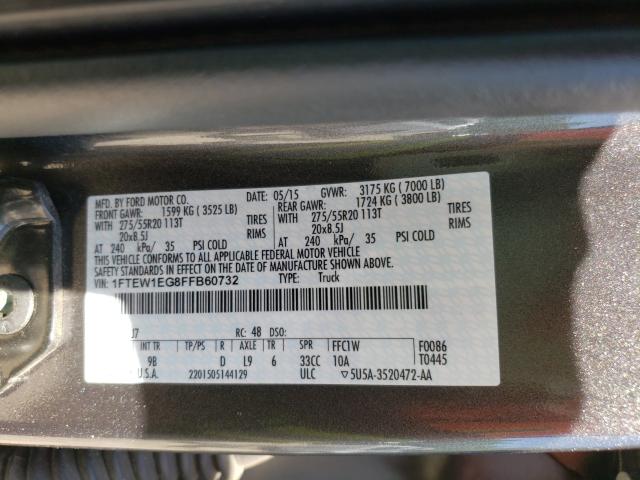 MFD. BY FORD MOTOR CO.
DATE: 05/15 GVWR: 3175 KG ( 7000 LB)
FRONT GAWR: 1599 KG ( 3525 LB) REAR GAWR: 1724 KG ( 3800 LB)
WITH 275/55R20 113T TIRES WITH 275/55R20 113T TIRES
20x8.5J RIMS 20x8.5J RIMS
AT 240 kPa/ 35 PSI COLD AT 240 kPa/ 35 PSI COLD
THIS VEHICLE CONFORMS TO ALL APPLICABLE FEDERAL MOTOR VEHICLE
SAFETY STANDARDS IN EFFECT ON THE DATE OF MANUFACTURE SHOWN ABOVE
VIN: 1FTEW1EG8FFB60732 TYPE: Truck
J7 RC: 48 DSO:
INT TR TP/PS R AXLE TR SPR FFC1W F0086
9B D L9 6 33CC 10A T0445
U.S.A. 2201505144129 ULC 5U5A-3520472-AA